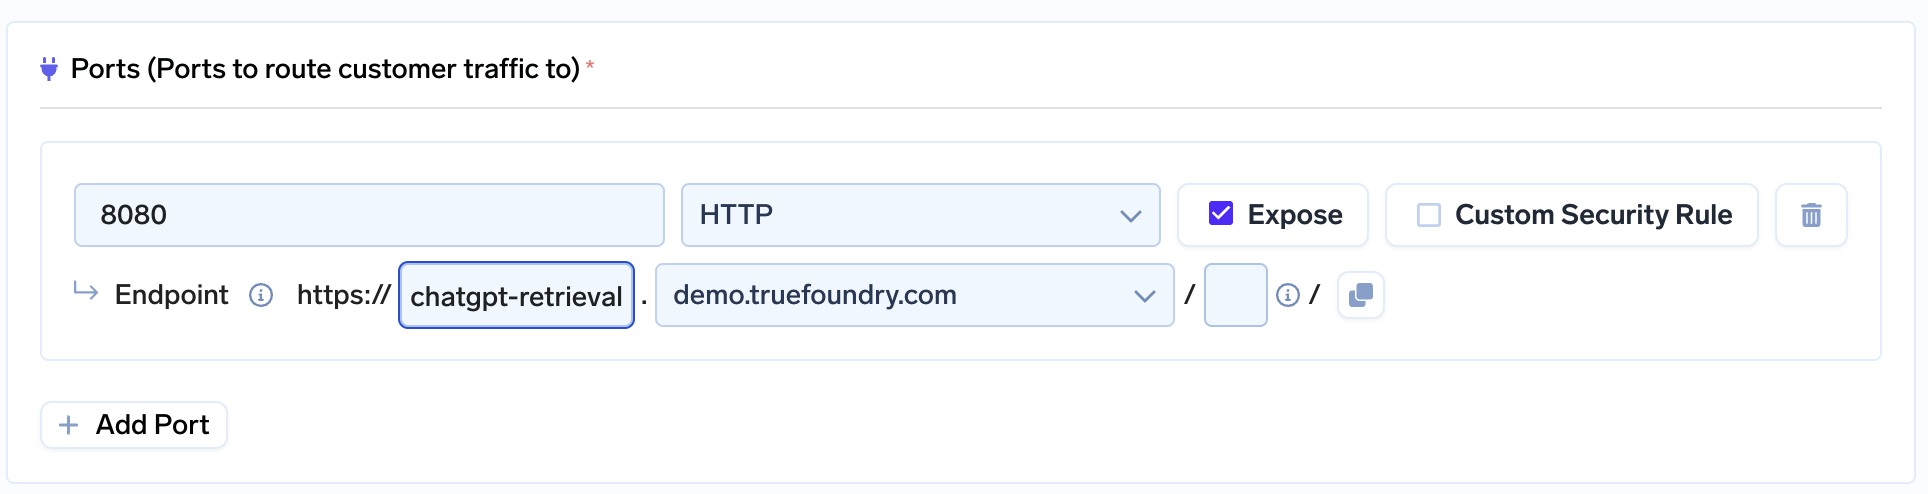 Ports (Ports to route customer traffic to) *
8080 HTTP Expose Custom Security Rule
Endpoint https:// chatgpt-retrieval . demo.truefoundry.com / /
Add Port